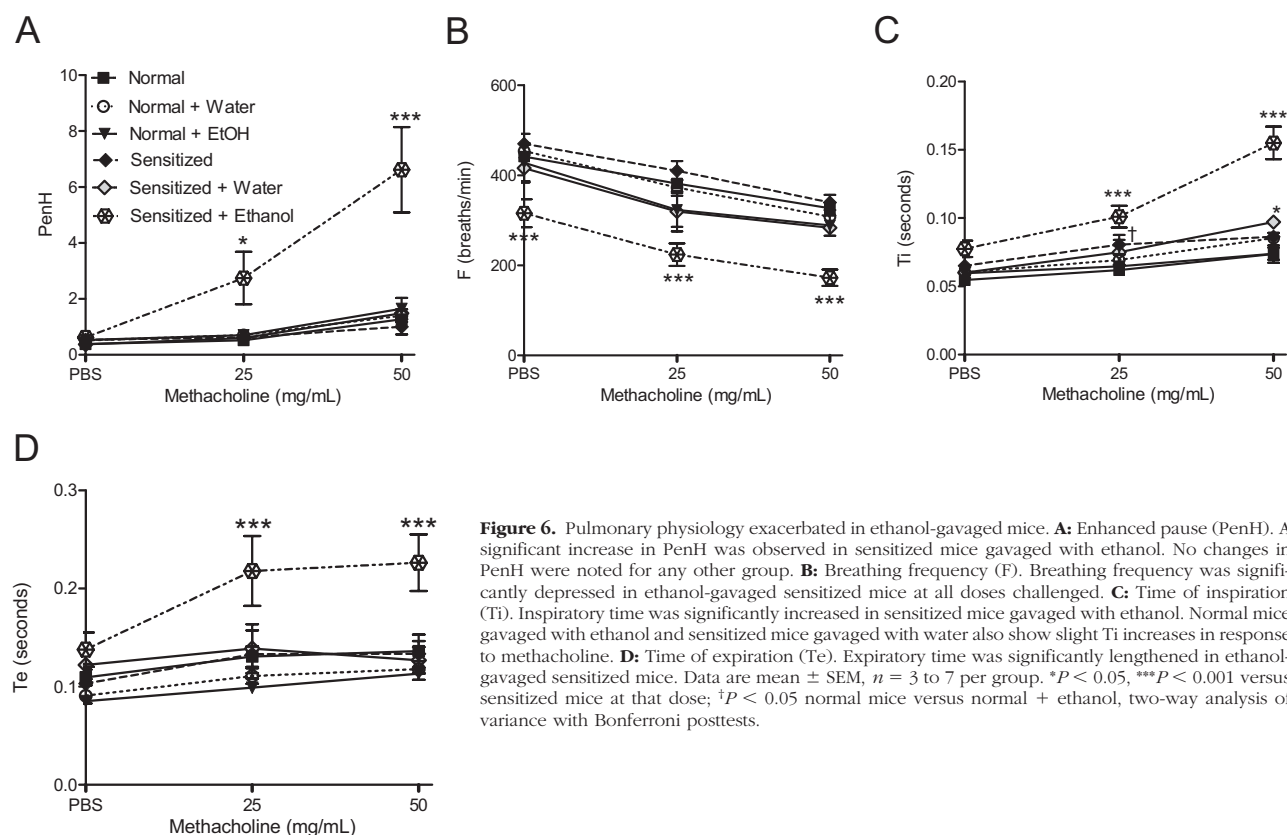 A
B
C
PenH
10
8
6
4
2
0
Normal
Normal + Water
Normal + EtOH
Sensitized
Sensitized + Water
Sensitized + Ethanol
*
***
PBS
25
50
Methacholine (mg/mL)
F (breaths/min)
600
400
200
0
***
***
***
PBS
25
50
Methacholine (mg/mL)
Ti (seconds)
0.20
0.15
0.10
0.05
0.00
***
***
†
*
PBS
25
50
Methacholine (mg/mL)
D
Te (seconds)
0.3
0.2
0.1
0.0
***
***
PBS
25
50
Methacholine (mg/mL)
Figure 6. Pulmonary physiology exacerbated in ethanol-gavaged mice. A: Enhanced pause (PenH). A
significant increase in PenH was observed in sensitized mice gavaged with ethanol. No changes in
PenH were noted for any other group. B: Breathing frequency (F). Breathing frequency was signifi-
cantly depressed in ethanol-gavaged sensitized mice at all doses challenged. C: Time of inspiration
(Ti). Inspiratory time was significantly increased in sensitized mice gavaged with ethanol. Normal mice
gavaged with ethanol and sensitized mice gavaged with water also show slight Ti increases in response
to methacholine. D: Time of expiration (Te). Expiratory time was significantly lengthened in ethanol-
gavaged sensitized mice. Data are mean ± SEM, n = 3 to 7 per group. *P < 0.05, ***P < 0.001 versus
sensitized mice at that dose; †P < 0.05 normal mice versus normal + ethanol, two-way analysis of
variance with Bonferroni posttests.